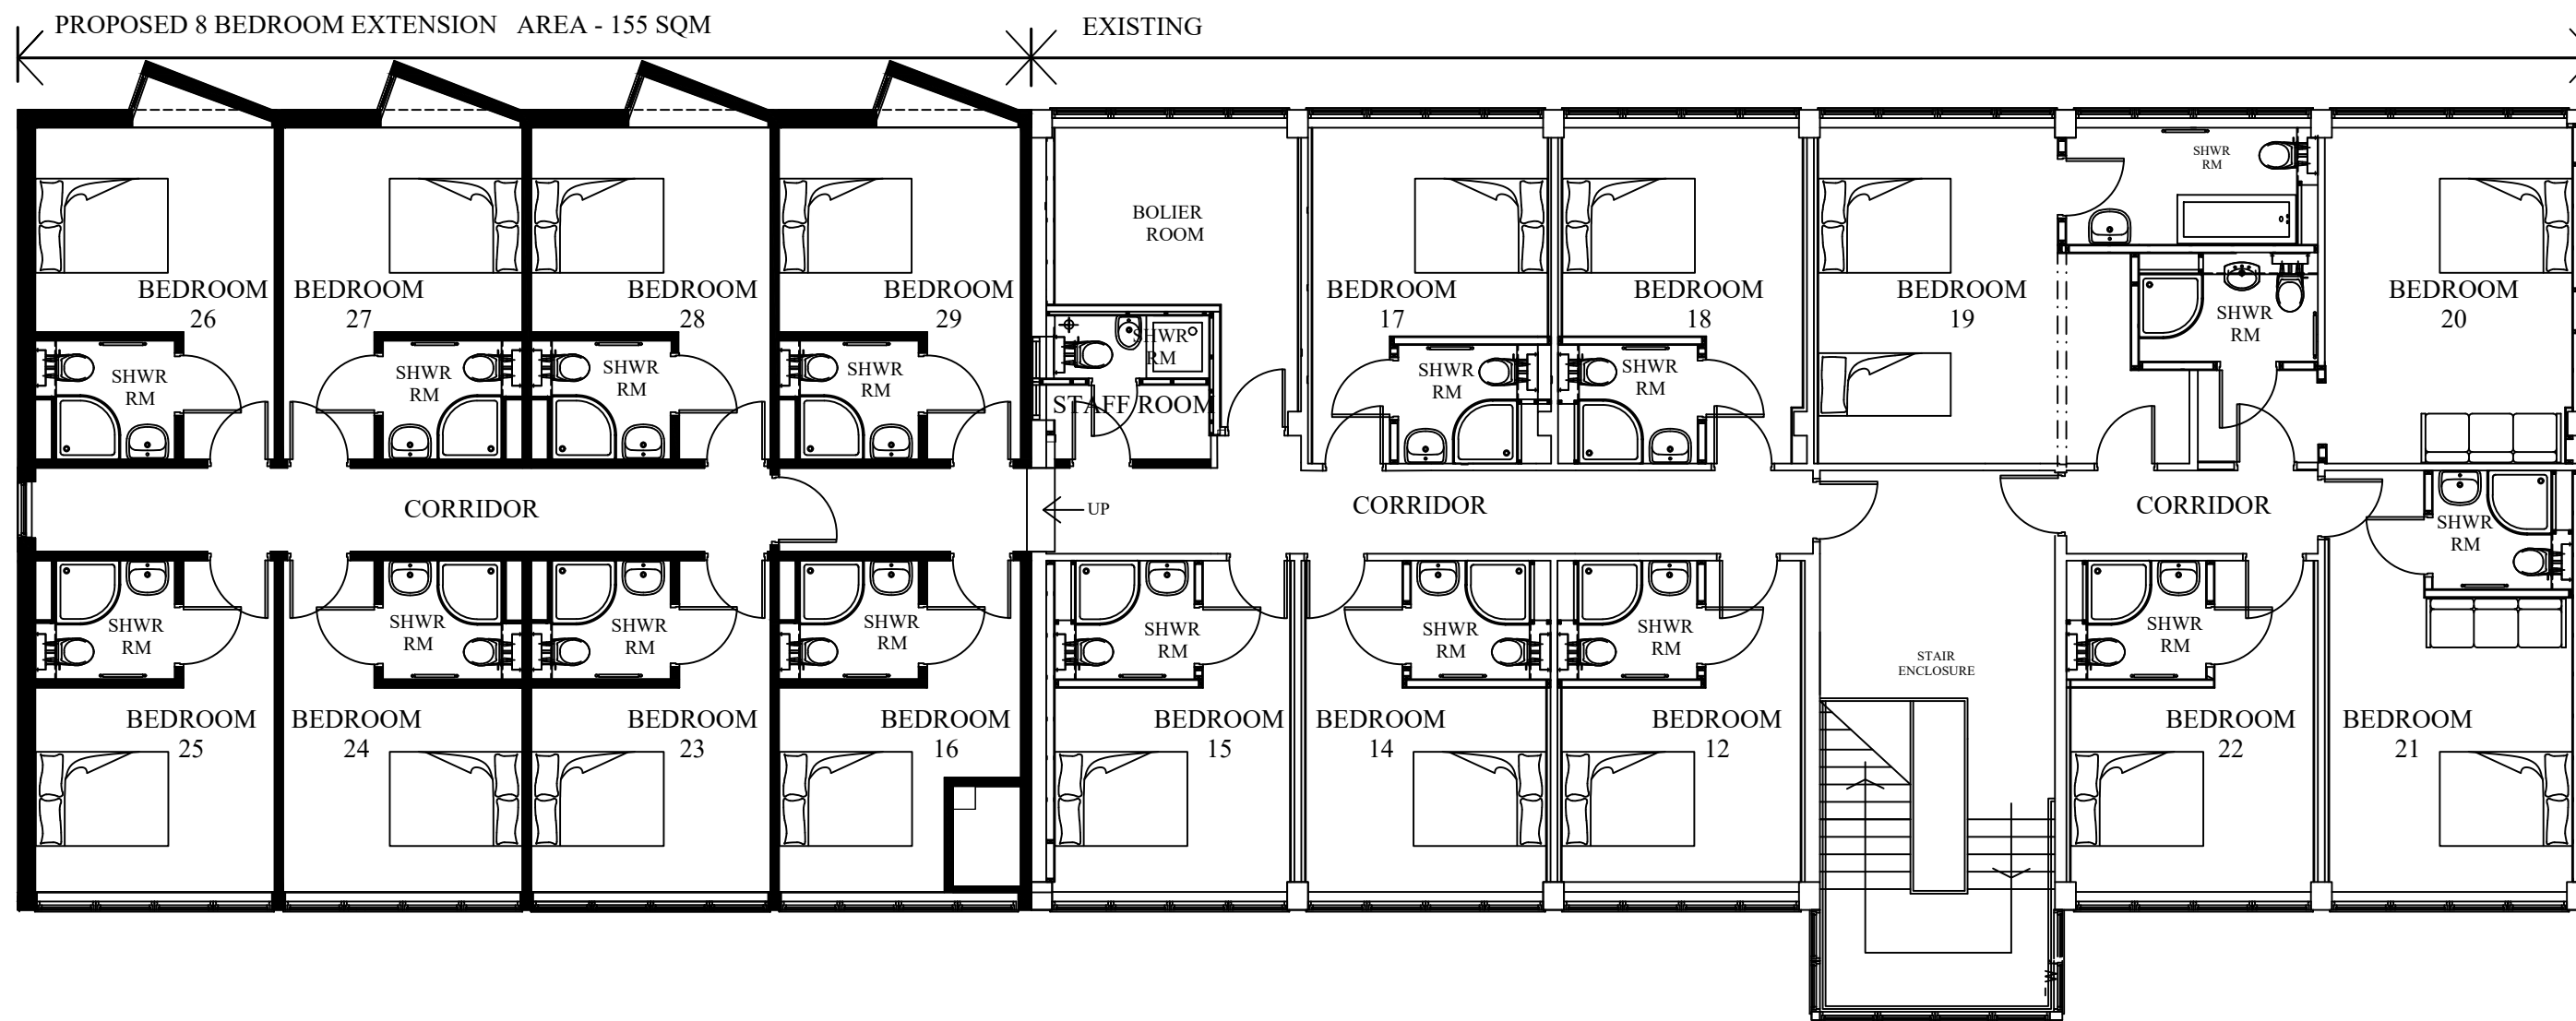 PROPOSED 8 BEDROOM EXTENSION AREA - 155 SQM
EXISTING
BEDROOM
26
BEDROOM
27
BEDROOM
28
BEDROOM
29
BOLIER
ROOM
BEDROOM
17
BEDROOM
18
BEDROOM
19
SHWR
RM
SHWR
RM
BEDROOM
20
SHWR
RM
SHWR
RM
SHWR
RM
SHWR
RM
SHWR
RM
STAFF ROOM
SHWR
RM
SHWR
RM
CORRIDOR
UP
CORRIDOR
CORRIDOR
SHWR
RM
SHWR
RM
SHWR
RM
SHWR
RM
SHWR
RM
SHWR
RM
SHWR
RM
SHWR
RM
STAIR
ENCLOSURE
SHWR
RM
BEDROOM
25
BEDROOM
24
BEDROOM
23
BEDROOM
16
BEDROOM
15
BEDROOM
14
BEDROOM
12
BEDROOM
22
BEDROOM
21